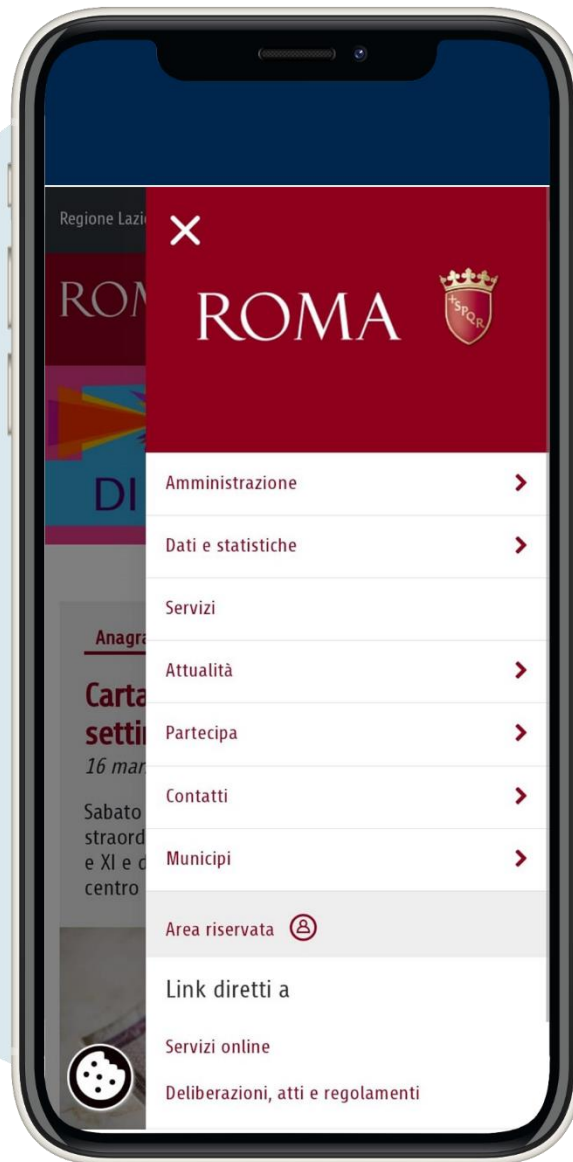 Regione Lazi
ROMA
SPQR
DI
Amministrazione
Dati e statistiche
Servizi
Attualità
Partecipa
Contatti
Municipi
Area riservata
Link diretti a
Servizi online
Deliberazioni, atti e regolamenti
Anagra
Carta
setti
16 mar
Sabato
straord
e XI e d
centro